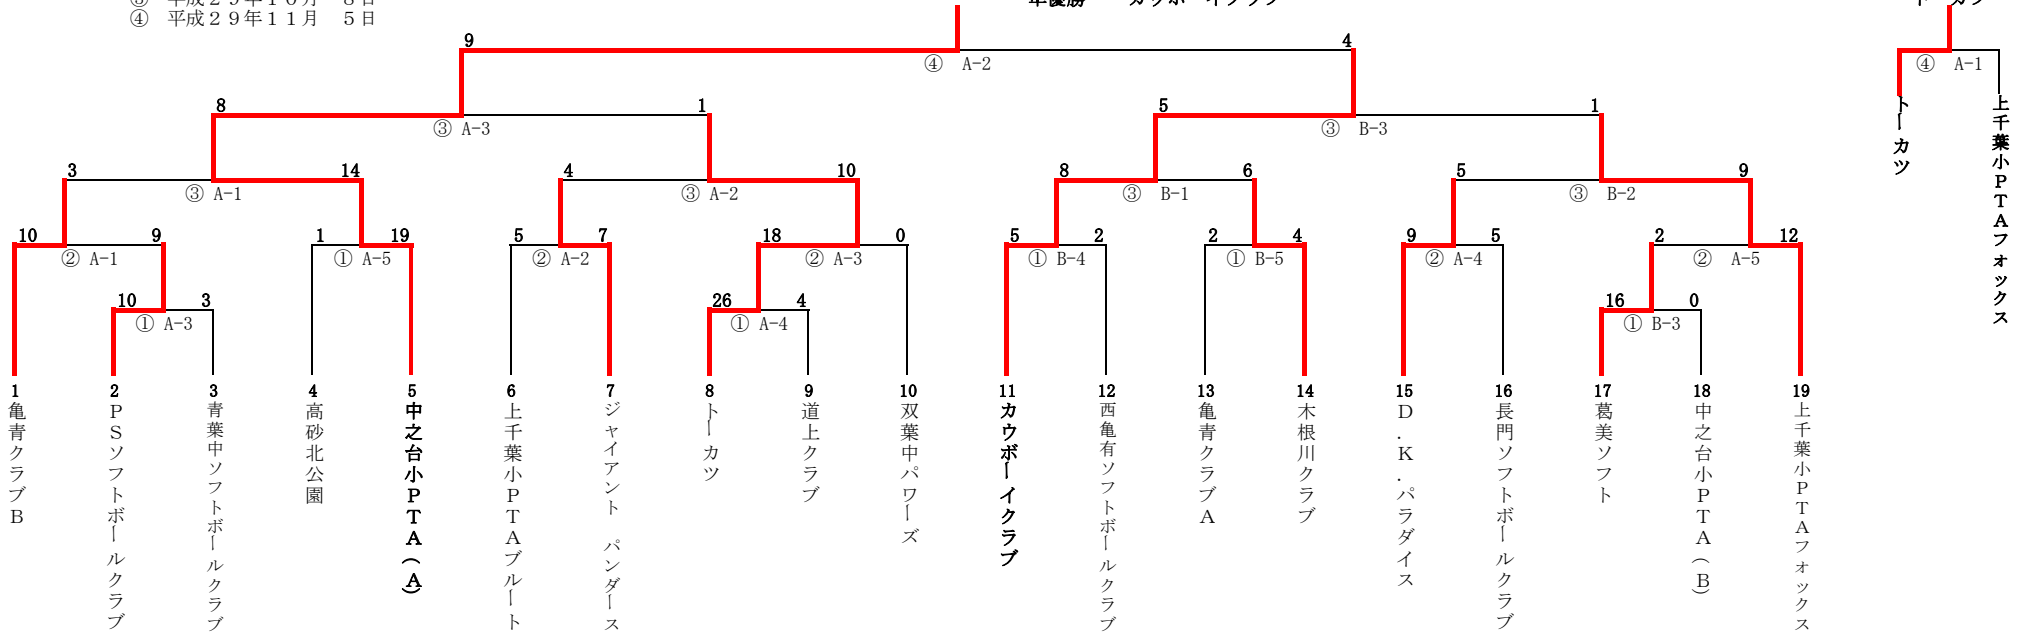 ④ 平成２９年１１月 ５日
9
4
④ A-2
④ A-1
8
1
5
1
③ A-3
③ B-3
トーカツ
上千葉小PTAフォックス
3
14
4
10
8
6
5
9
③ A-1
③ A-2
③ B-1
③ B-2
10
9
1
19
5
7
18
0
5
2
2
4
9
5
2
12
② A-1
① A-5
② A-2
② A-3
① B-4
① B-5
② A-4
② A-5
10
3
26
4
16
0
① A-3
① A-4
① B-3
1
亀青クラブB
2
PSソフトボールクラブ
3
青葉中ソフトボールクラブ
4
高砂北公園
5
中之台小PTA(A)
6
上千葉小PTAブルート
7
ジャイアント パンダース
8
トーカツ
9
道上クラブ
10
双葉中パワーズ
11
カウボーイクラブ
12
西亀有ソフトボールクラブ
13
亀青クラブA
14
木根川クラブ
15
D.K.パラダイス
16
長門ソフトボールクラブ
17
葛美ソフト
18
中之台小PTA(B)
19
上千葉小PTAフォックス